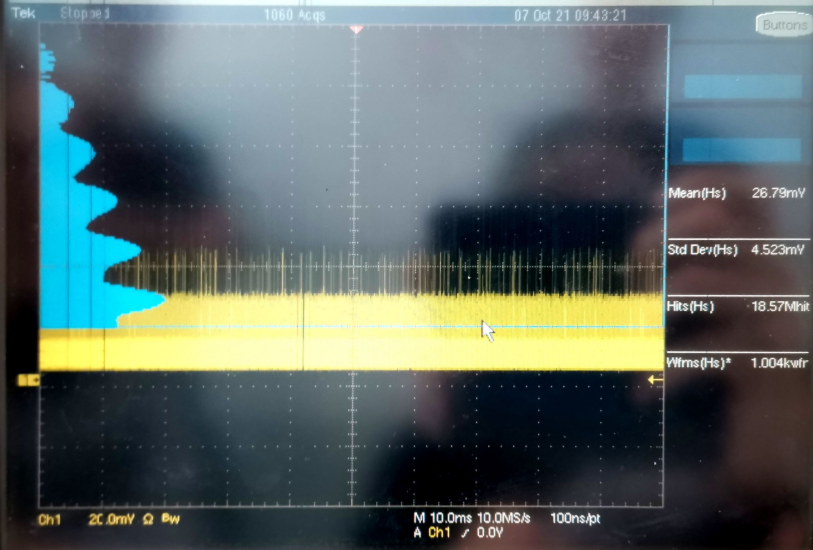 Tek Stopped 1060 Acqs 07 Oct 21 09:43:21
Buttons
Mean(Hs) 26.79mV
Std Dev(Hs) 4.523mV
Hits(Hs) 18.57Mhit
Wfms(Hs)* 1.004kwfr
Ch1 20.0mV Ω Bw M 10.0ms 10.0MS/s 100ns/pt
A Ch1 ∕ 0.0V